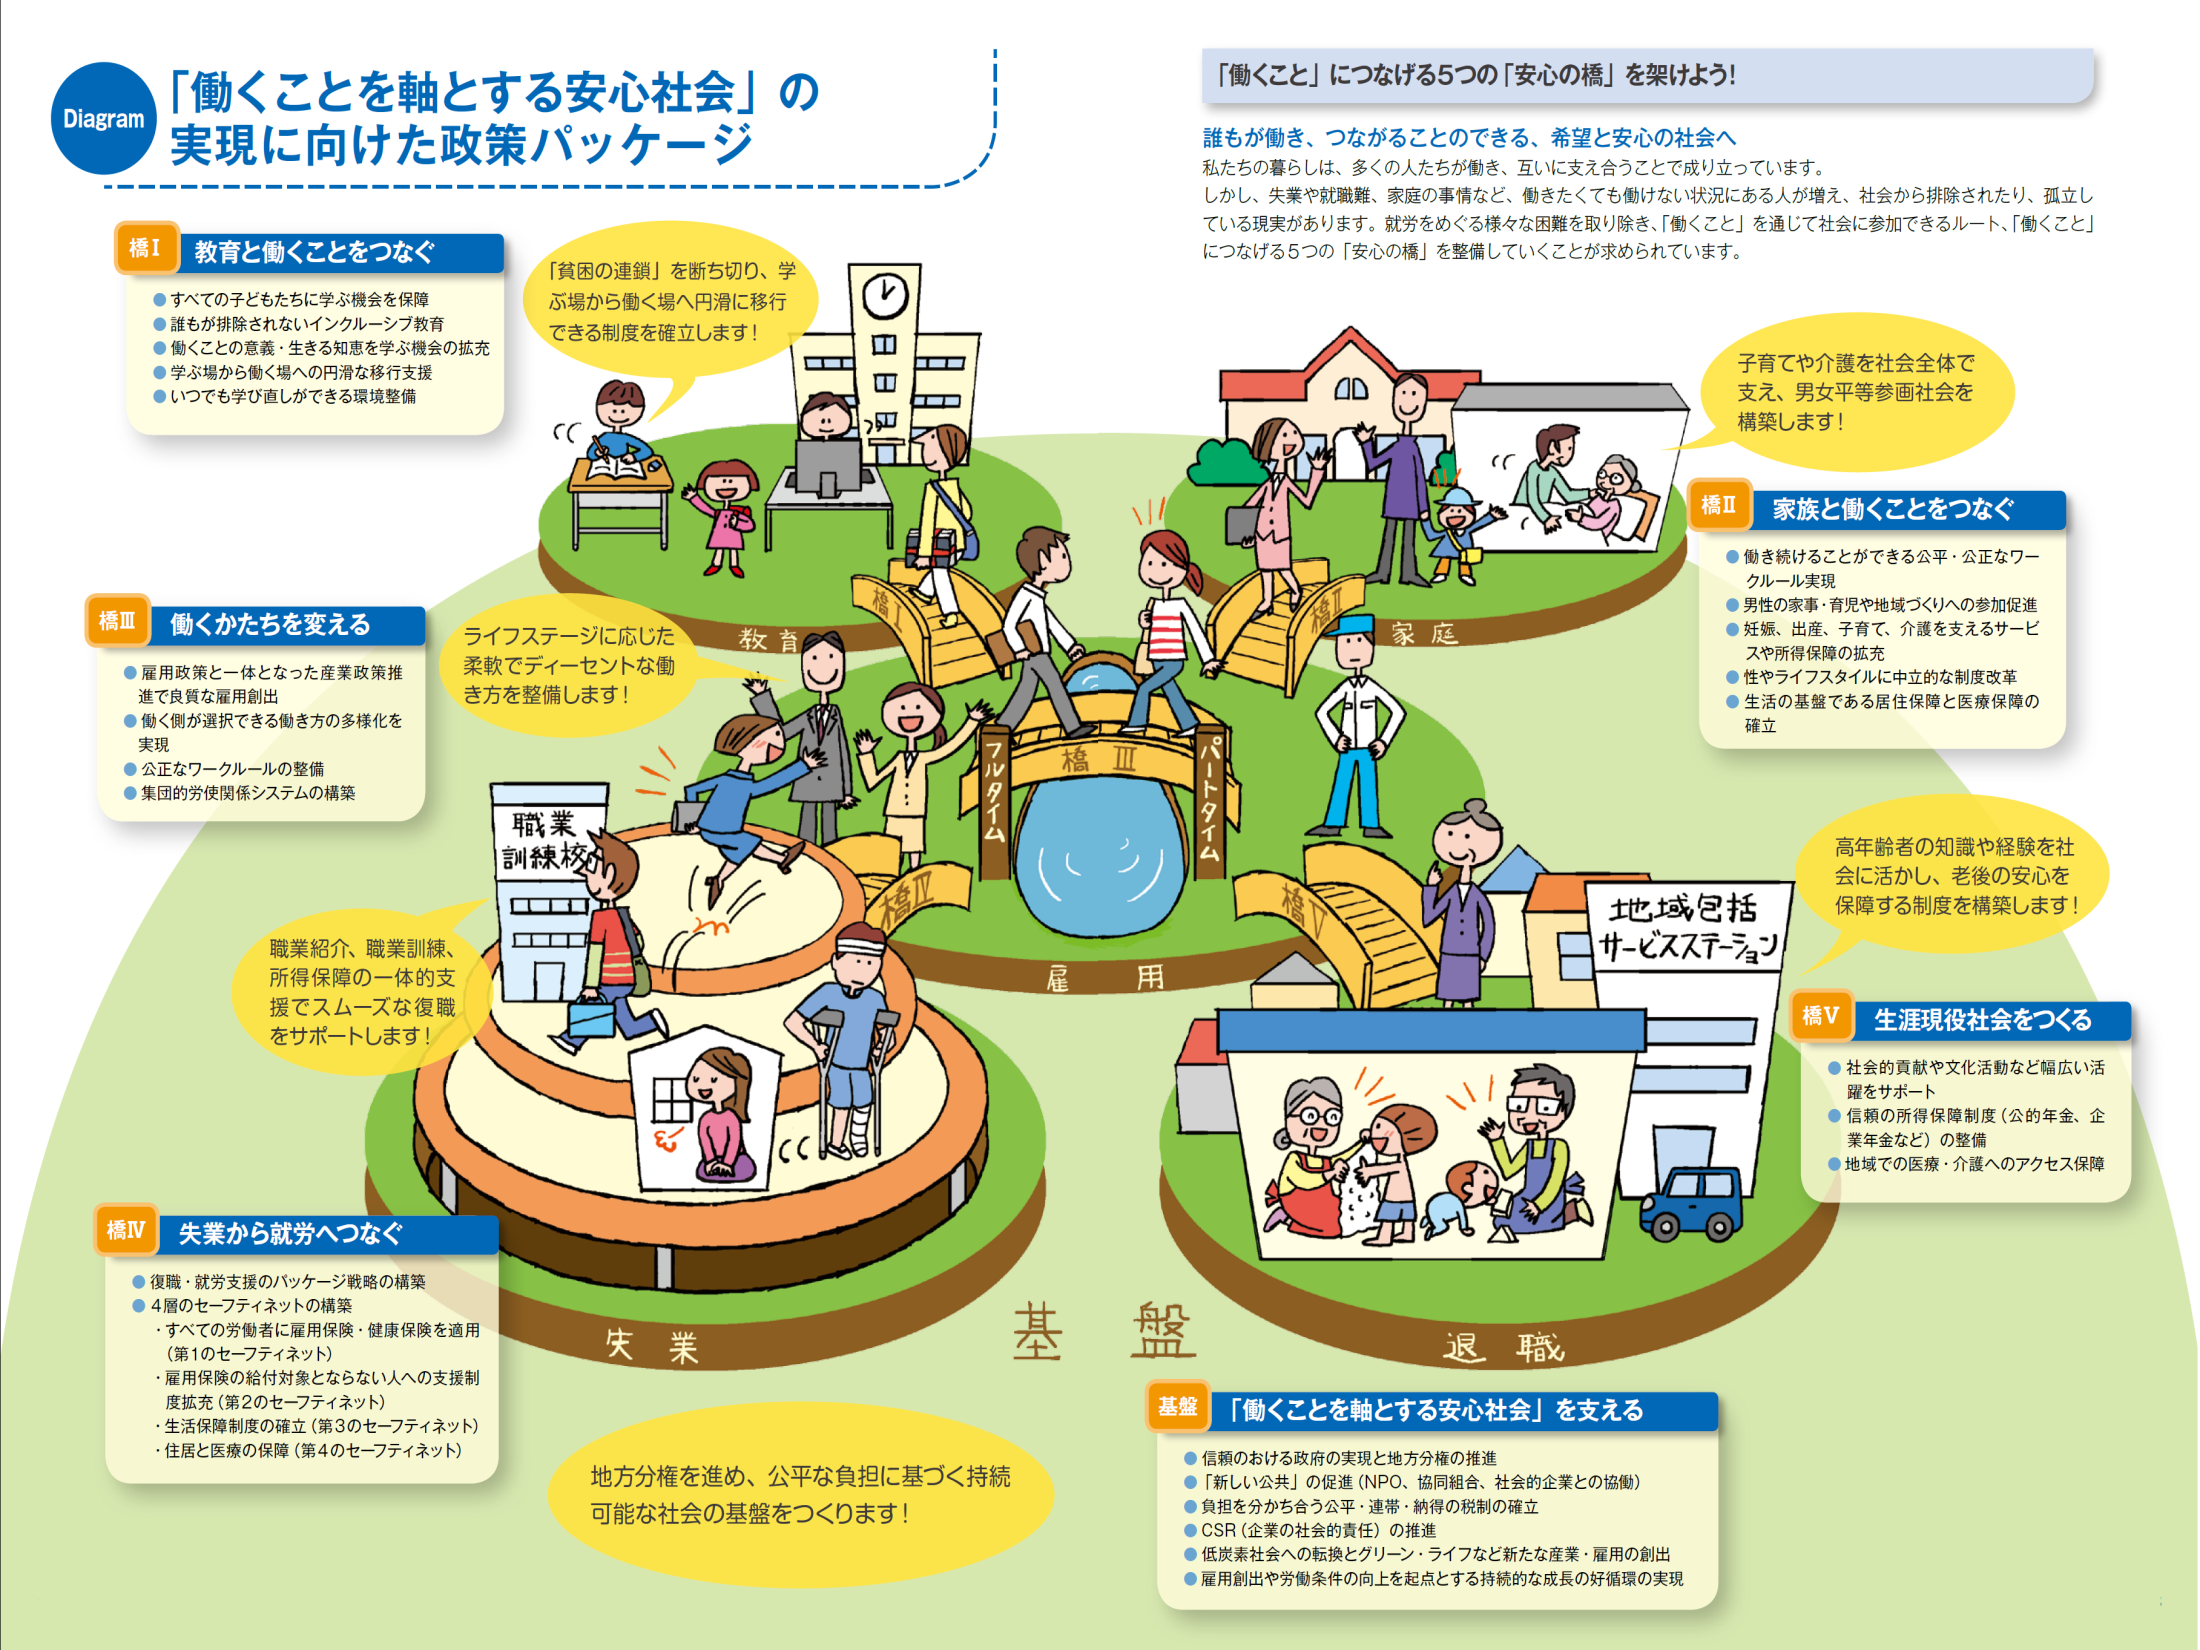 Diagram
「働くことを軸とする安心社会」の
実現に向けた政策パッケージ
「働くこと」につなげる5つの「安心の橋」を架けよう！
誰もが働き、つながることのできる、希望と安心の社会へ
私たちの暮らしは、多くの人たちが働き、互いに支え合うことで成り立っています。
しかし、失業や就職難、家庭の事情など、働きたくても働けない状況にある人が増え、社会から排除されたり、孤立し
ている現実があります。就労をめぐる様々な困難を取り除き、「働くこと」を通じて社会に参加できるルート、「働くこと」
につなげる5つの「安心の橋」を整備していくことが求められています。
橋Ⅰ
教育と働くことをつなぐ
●すべての子どもたちに学ぶ機会を保障
●誰もが排除されないインクルーシブ教育
●働くことの意義・生きる知恵を学ぶ機会の拡充
●学ぶ場から働く場への円滑な移行支援
●いつでも学び直しができる環境整備
「貧困の連鎖」を断ち切り、学
ぶ場から働く場へ円滑に移行
できる制度を確立します！
子育てや介護を社会全体で
支え、男女平等参画社会を
構築します！
橋Ⅱ
家族と働くことをつなぐ
●働き続けることができる公平・公正なワー
クルール実現
●男性の家事・育児や地域づくりへの参加促進
●妊娠、出産、子育て、介護を支えるサービ
スや所得保障の拡充
●性やライフスタイルに中立的な制度改革
●生活の基盤である居住保障と医療保障の
確立
橋Ⅲ
働くかたちを変える
●雇用政策と一体となった産業政策推
進で良質な雇用創出
●働く側が選択できる働き方の多様化を
実現
●公正なワークルールの整備
●集団的労使関係システムの構築
ライフステージに応じた
柔軟でディーセントな働
き方を整備します！
教育
橋Ⅰ
橋Ⅱ
家庭
橋Ⅲ
フルタイム
パートタイム
職業
訓練校
橋Ⅳ
橋Ⅴ
雇用
地域包括
サービスステーション
職業紹介、職業訓練、
所得保障の一体的支
援でスムーズな復職
をサポートします！
高年齢者の知識や経験を社
会に活かし、老後の安心を
保障する制度を構築します！
橋Ⅴ
生涯現役社会をつくる
●社会的貢献や文化活動など幅広い活
躍をサポート
●信頼の所得保障制度（公的年金、企
業年金など）の整備
●地域での医療・介護へのアクセス保障
橋Ⅳ
失業から就労へつなぐ
●復職・就労支援のパッケージ戦略の構築
●4層のセーフティネットの構築
・すべての労働者に雇用保険・健康保険を適用
（第1のセーフティネット）
・雇用保険の給付対象とならない人への支援制
度拡充（第2のセーフティネット）
・生活保障制度の確立（第3のセーフティネット）
・住居と医療の保障（第4のセーフティネット）
失業
基盤
退職
地方分権を進め、公平な負担に基づく持続
可能な社会の基盤をつくります！
基盤
「働くことを軸とする安心社会」を支える
●信頼のおける政府の実現と地方分権の推進
●「新しい公共」の促進（NPO、協同組合、社会的企業との協働）
●負担を分かち合う公平・連帯・納得の税制の確立
●CSR（企業の社会的責任）の推進
●低炭素社会への転換とグリーン・ライフなど新たな産業・雇用の創出
●雇用創出や労働条件の向上を起点とする持続的な成長の好循環の実現